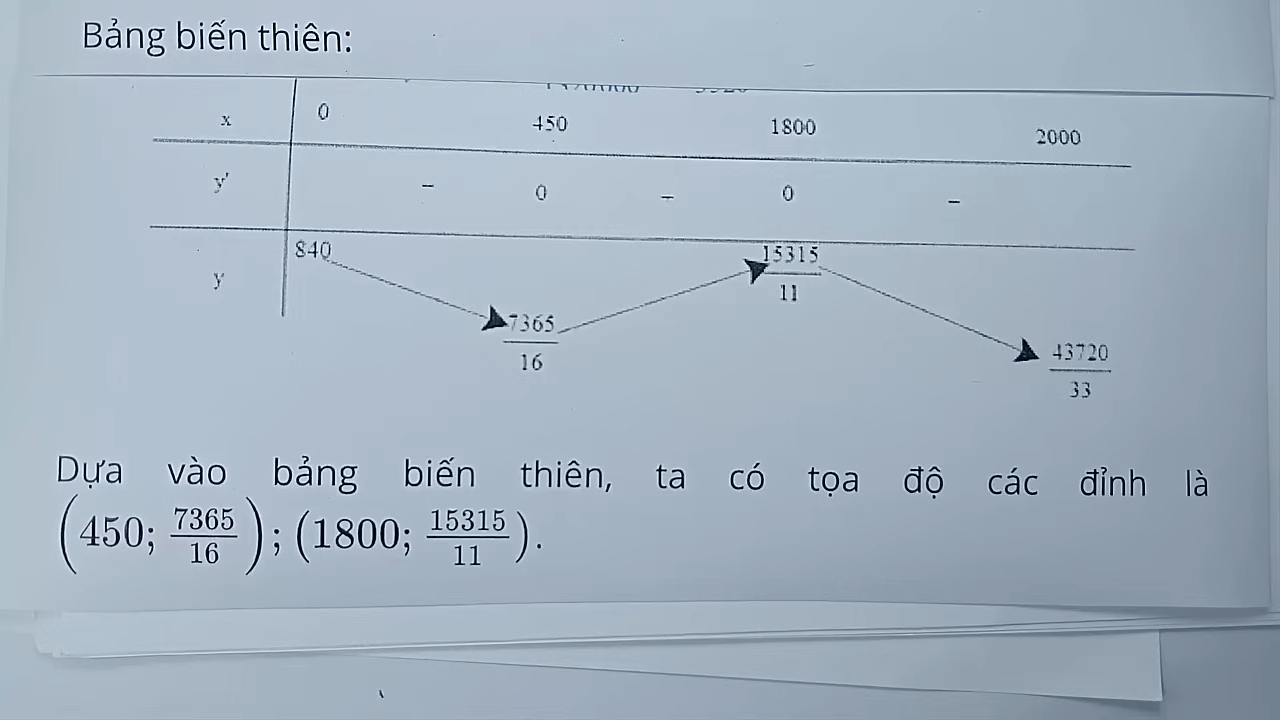 Bảng biến thiên:
x 0 450 1800 2000
y' − 0 − 0 −
y 840 7365/16 15315/11 43720/33
Dựa vào bảng biến thiên, ta có tọa độ các đỉnh là
(450; 7365/16); (1800; 15315/11).